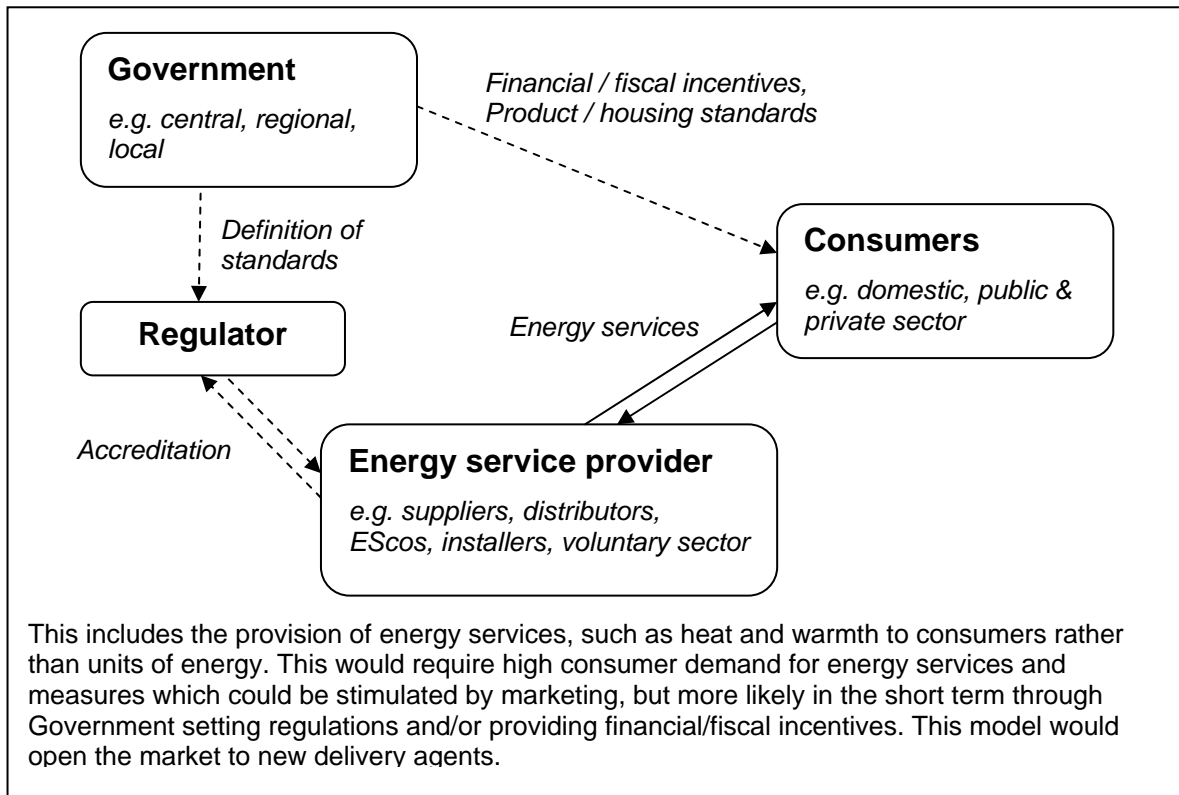 Government
e.g. central, regional,
local
Financial / fiscal incentives,
Product / housing standards
Definition of
standards
Consumers
e.g. domestic, public &
private sector
Regulator
Energy services
Accreditation
Energy service provider
e.g. suppliers, distributors,
EScos, installers, voluntary sector
This includes the provision of energy services, such as heat and warmth to consumers rather
than units of energy. This would require high consumer demand for energy services and
measures which could be stimulated by marketing, but more likely in the short term through
Government setting regulations and/or providing financial/fiscal incentives. This model would
open the market to new delivery agents.